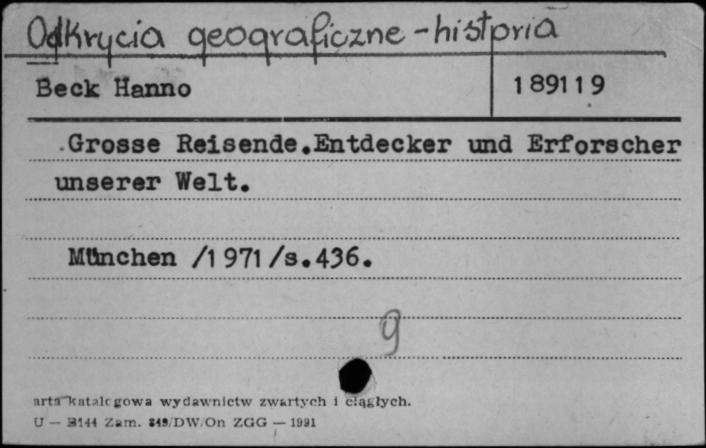 Odkrycia geograficzne - historia
Beck Hanno 189119
Grosse Reisende.Entdecker und Erforscher
unserer Welt.
München /1971/s.436.
9
arta katalogowa wydawnictw zwartych i ciągłych.
U — B144 Zam. 849/DW/On ZGG — 1991